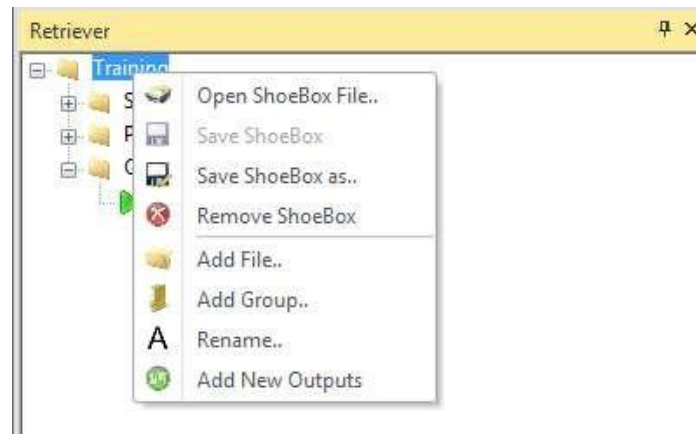 Retriever
Training
S
P
Open ShoeBox File..
Save ShoeBox
Save ShoeBox as..
Remove ShoeBox
Add File..
Add Group..
A Rename..
Add New Outputs